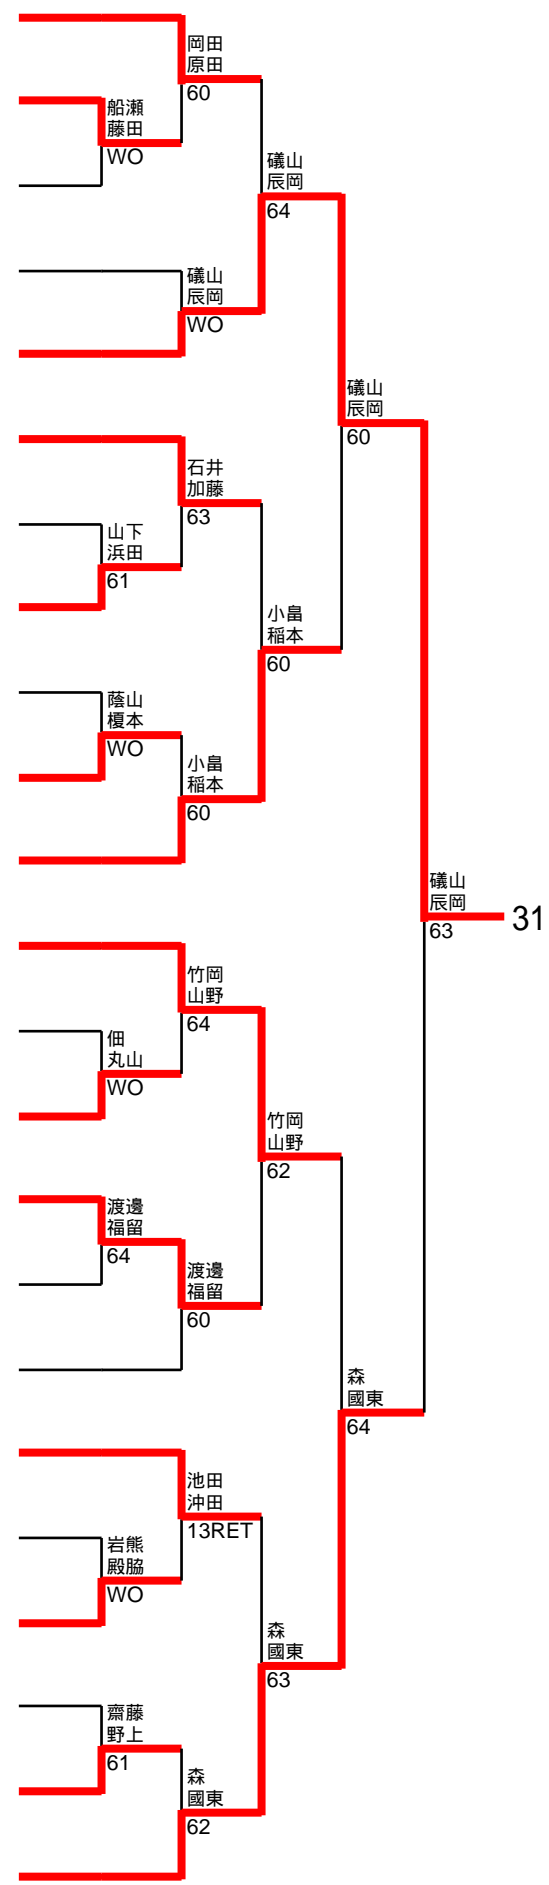 岡田
原田
60
船瀬
藤田
WO
礒山
辰岡
64
礒山
辰岡
WO
礒山
辰岡
60
石井
加藤
63
山下
浜田
61
小畠
稲本
60
蔭山
榎本
WO
小畠
稲本
60
礒山
辰岡
63
31
竹岡
山野
64
佃
丸山
WO
竹岡
山野
62
渡邊
福留
64
渡邊
福留
60
森
國東
64
池田
沖田
13RET
岩熊
殿脇
WO
森
國東
63
齋藤
野上
61
森
國東
62